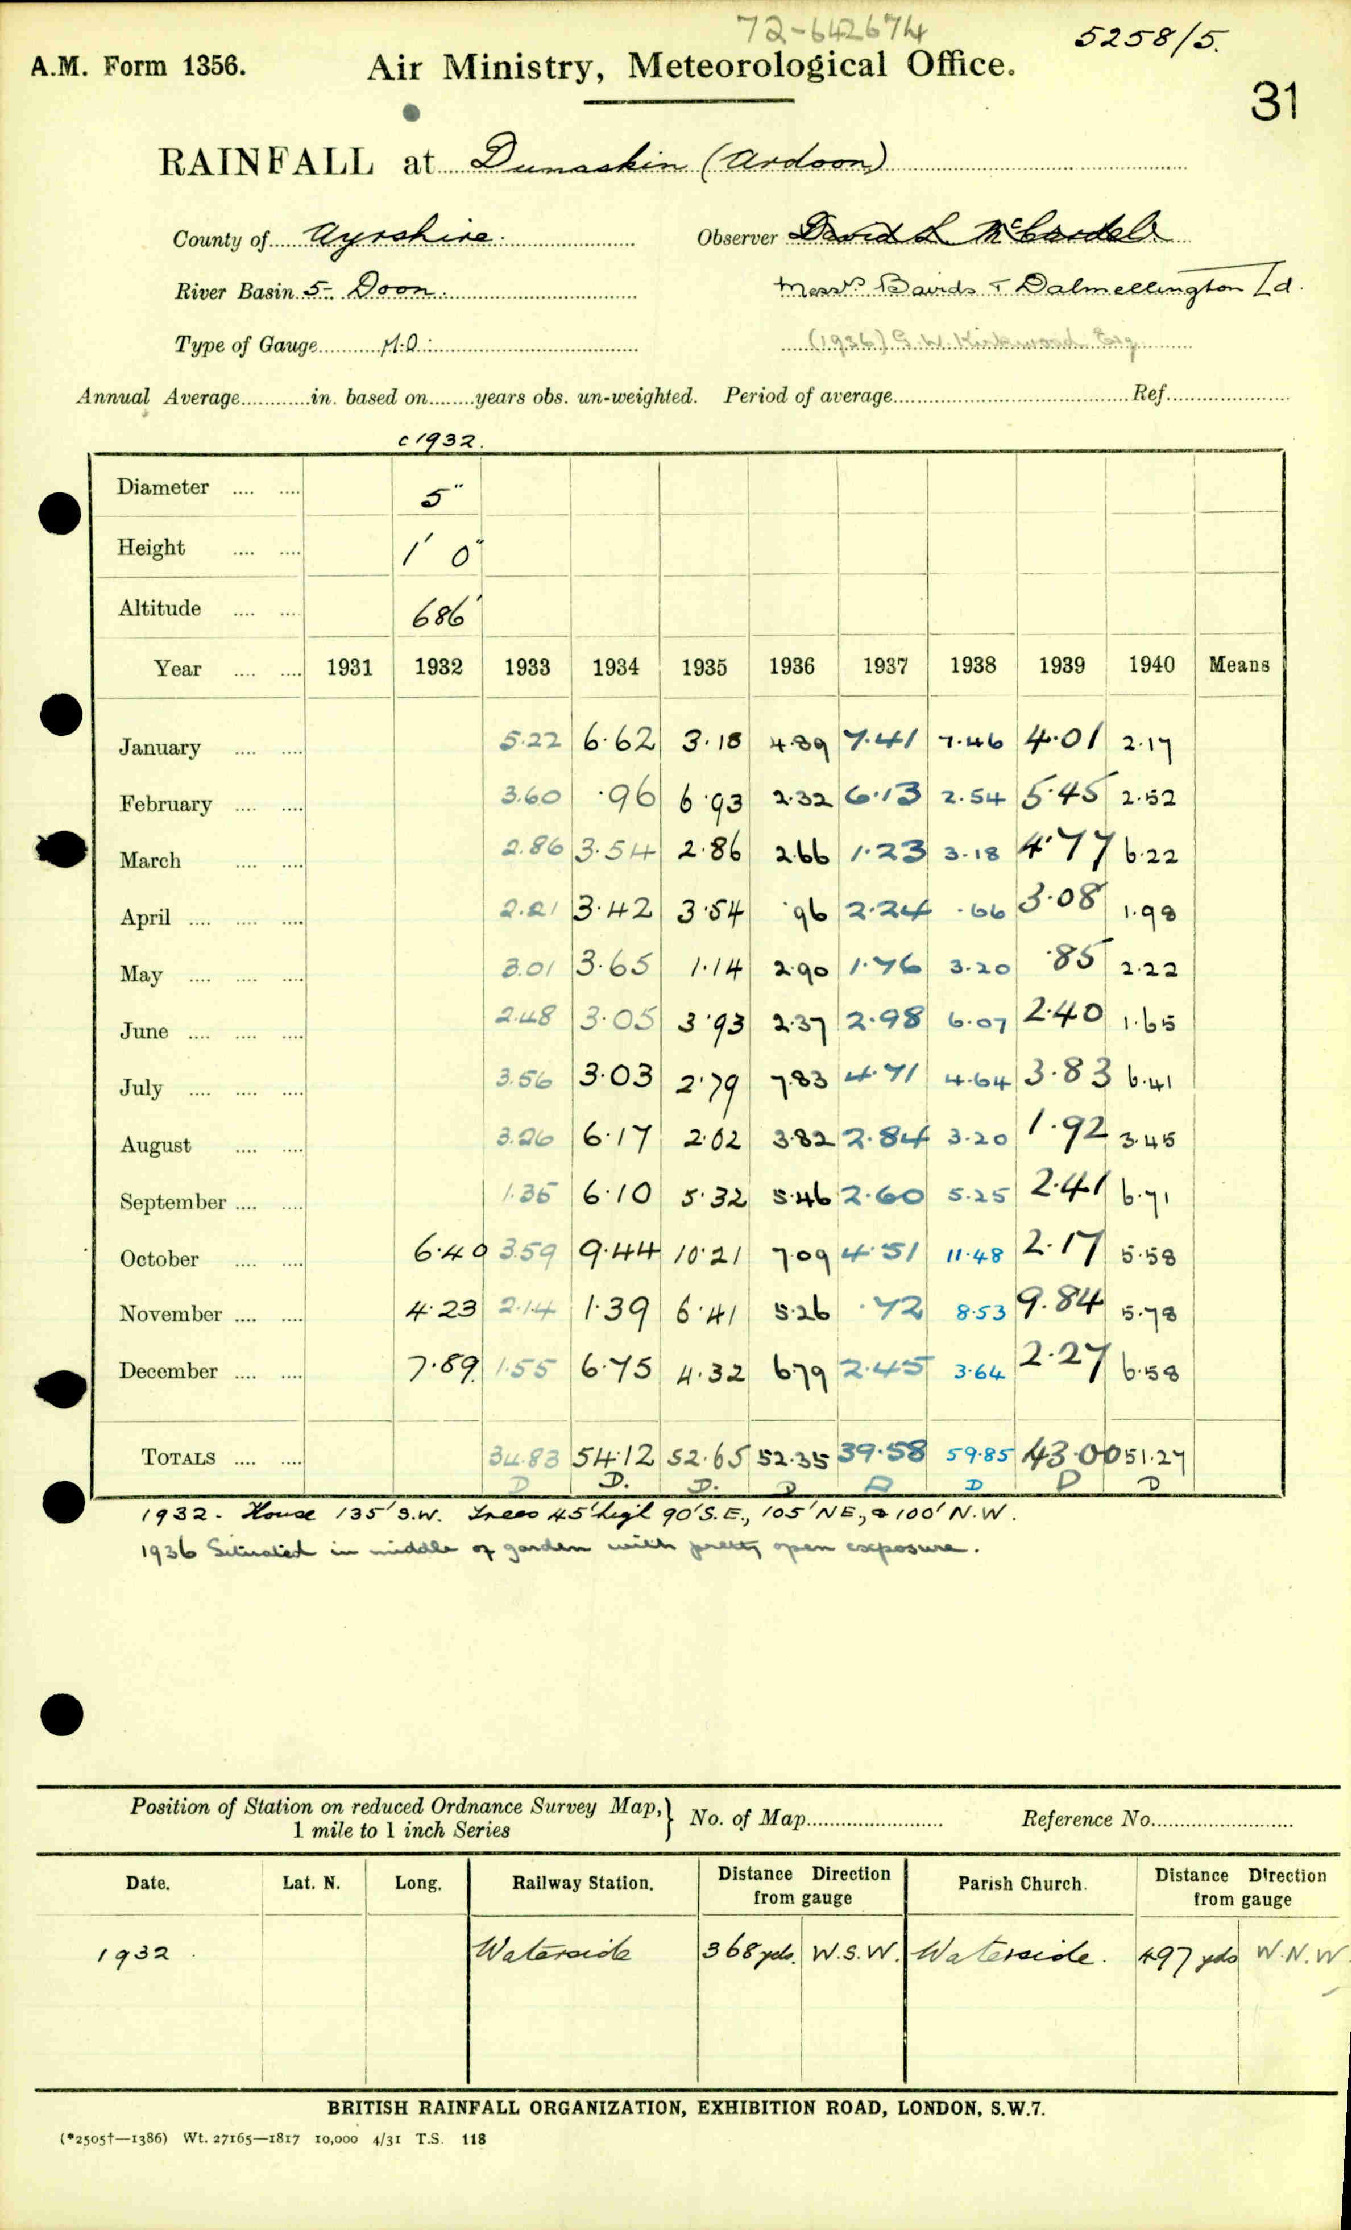 72-642674
5258/5.
A.M. Form 1356. Air Ministry, Meteorological Office.
31
RAINFALL at Dunaskin (Ardoon)
County of Ayrshire. Observer David L McCardel
River Basin 5-. Doon. Messrs Bairds & Dalmellington Ld.
Type of Gauge M.O. (1936) G.W. Kirkwood Esq
Annual Average............in. based on........years obs. un-weighted. Period of average............ Ref............
c 1932.
Diameter .... .... 5"
Height .... .... 1' 0"
Altitude .... .... 686'
Year .... .... 1931 1932 1933 1934 1935 1936 1937 1938 1939 1940 Means
January .... .... 5.22 6.62 3.18 4.89 7.41 7.46 4.01 2.17
February .... .... 3.60 .96 6.93 2.32 6.13 2.54 5.45 2.52
March .... .... 2.86 3.54 2.86 2.66 1.23 3.18 4.77 6.22
April .... .... .... 2.21 3.42 3.54 .96 2.24 .66 3.08 1.98
May .... .... .... 3.01 3.65 1.14 2.90 1.76 3.20 .85 2.22
June .... .... .... 2.48 3.05 3.93 2.37 2.98 6.07 2.40 1.65
July .... .... .... 3.56 3.03 2.79 7.83 4.71 4.64 3.83 6.41
August .... .... 3.26 6.17 2.02 3.82 2.84 3.20 1.92 3.45
September .... .... 1.35 6.10 5.32 5.46 2.60 5.25 2.41 6.71
October .... .... 6.40 3.59 9.44 10.21 7.09 4.51 11.48 2.17 5.58
November .... .... 4.23 2.14 1.39 6.41 5.26 .72 8.53 9.84 5.78
December .... .... 7.89 1.55 6.75 4.32 6.79 2.45 3.64 2.27 6.58
TOTALS .... .... 34.83 54.12 52.65 52.35 39.58 59.85 43.00 51.27
D D. D. D D D D D
1932. House 135' S.W. Trees 45' high 90' S.E., 105' NE, & 100' N.W.
1936 Situated in middle of garden with pretty open exposure.
Position of Station on reduced Ordnance Survey Map, 1 mile to 1 inch Series } No. of Map............ Reference No............
Date. Lat. N. Long. Railway Station. Distance Direction from gauge Parish Church. Distance Direction from gauge
1932. Waterside 368 yds. W.S.W. Waterside. 497 yds W.N.W
BRITISH RAINFALL ORGANIZATION, EXHIBITION ROAD, LONDON, S.W.7.
(*2505†—1386) Wt. 27165—1817 10,000 4/31 T.S. 118